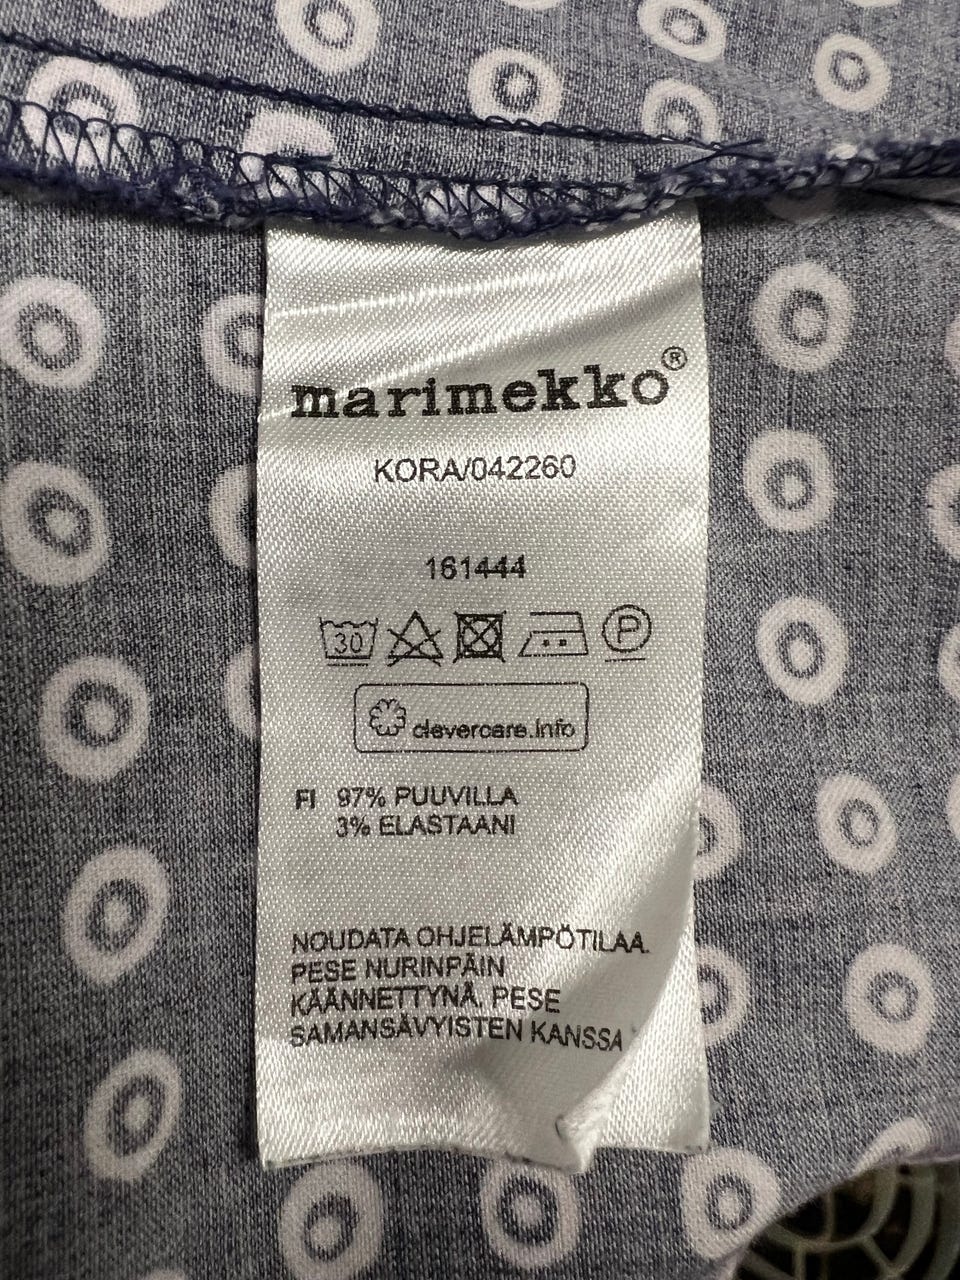 marimekko®
KORA/042260
161444
30 P
clevercare.info
FI 97% PUUVILLA
3% ELASTAANI
NOUDATA OHJELÄMPÖTILAA.
PESE NURINPÄIN
KÄÄNNETTYNÄ. PESE
SAMANSÄVYISTEN KANSSA